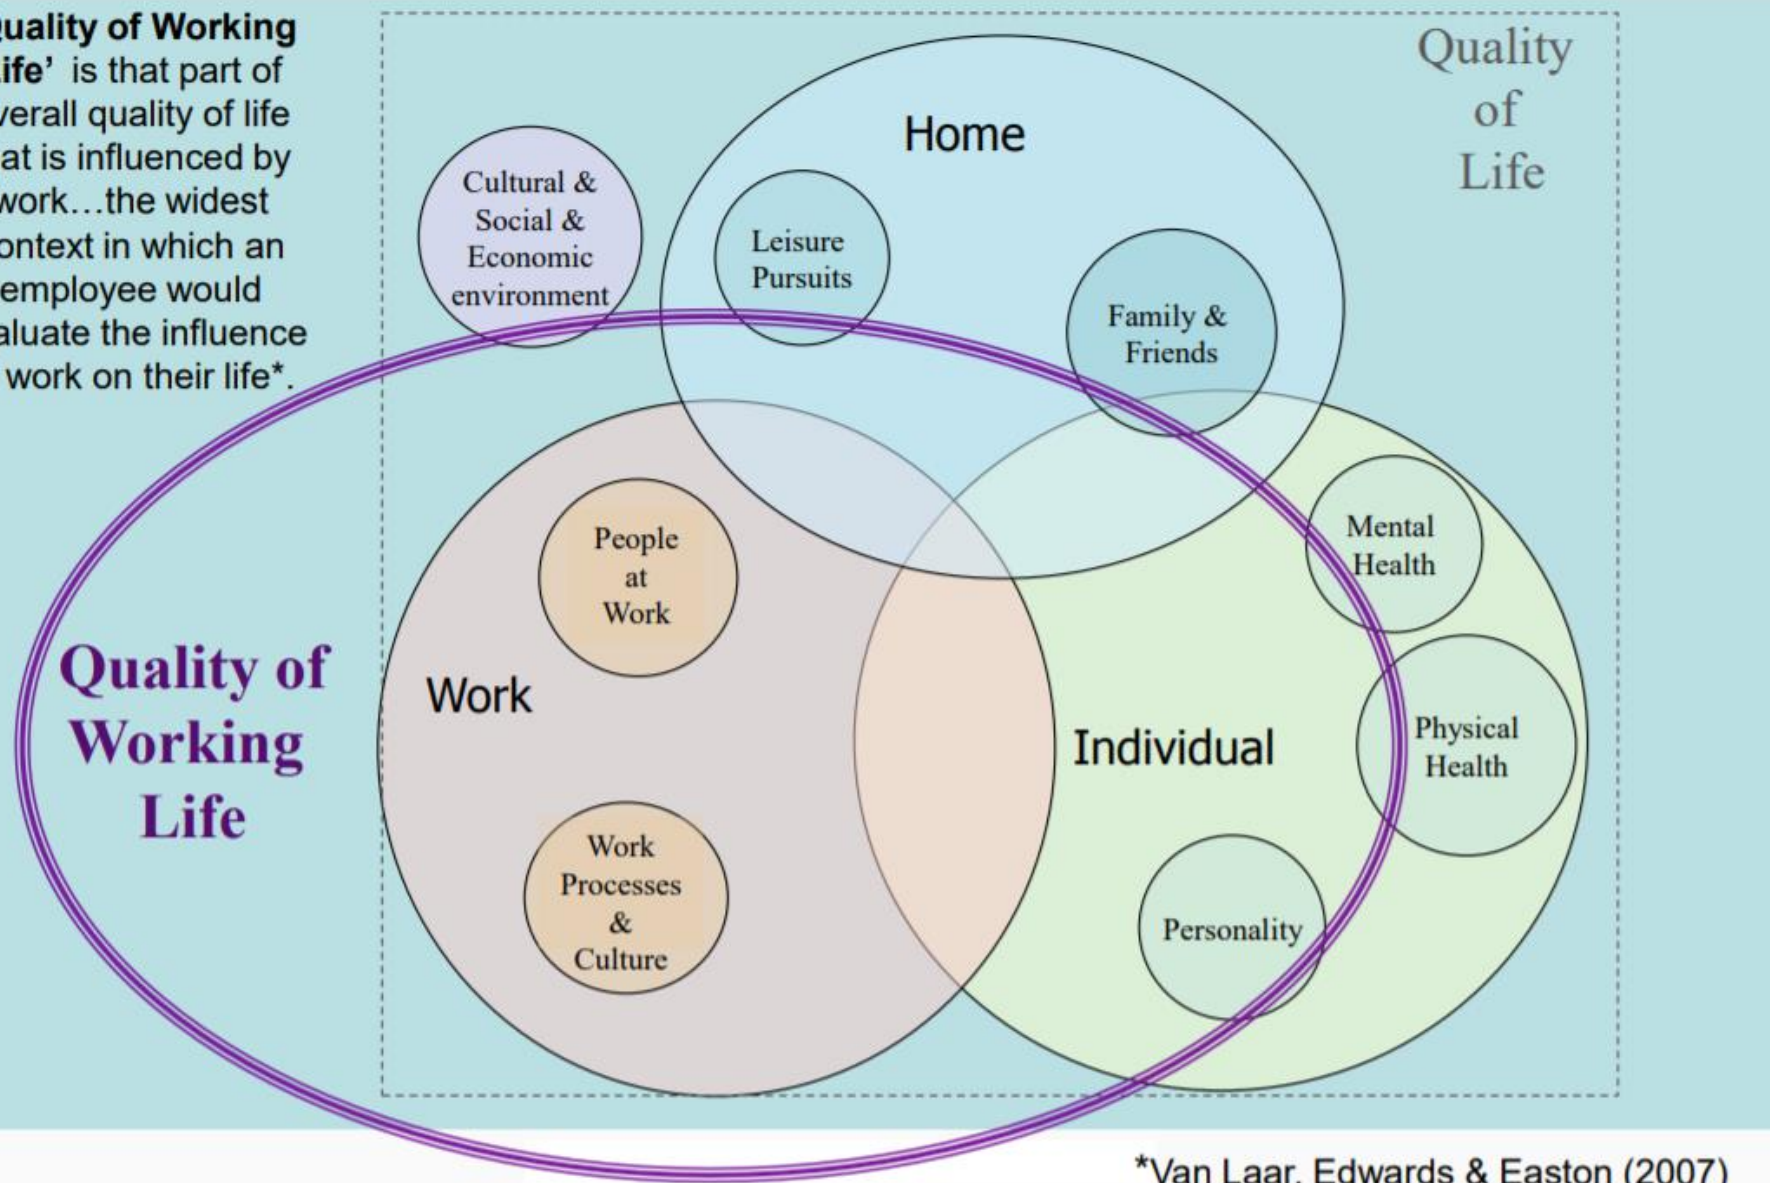 uality of Working
ife’ is that part of
verall quality of life
at is influenced by
work…the widest
ontext in which an
employee would
aluate the influence
work on their life*.
Quality
of
Life
Home
Cultural &
Social &
Economic
environment
Leisure
Pursuits
Family &
Friends
People
at
Work
Mental
Health
Quality of
Working
Life
Work
Individual
Physical
Health
Work
Processes
&
Culture
Personality
*Van Laar, Edwards & Easton (2007)